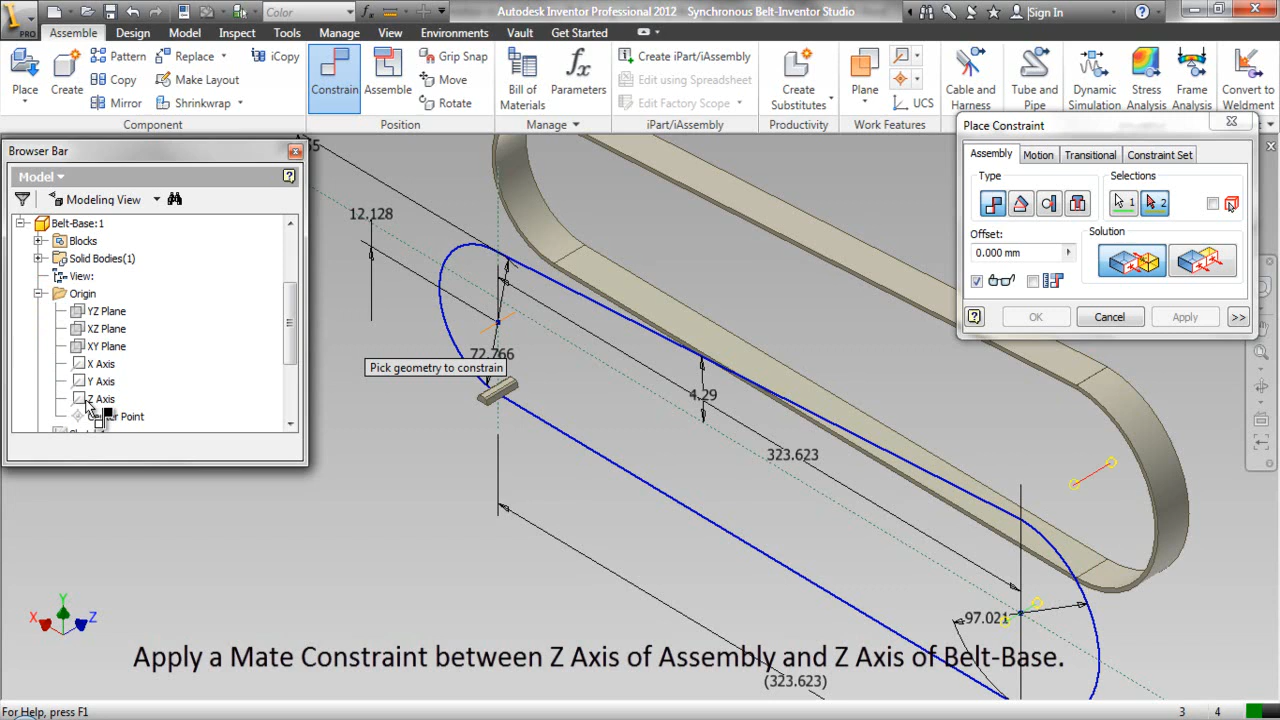 PRO
Color
Autodesk Inventor Professional 2012 Synchronous Belt-Inventor Studio
Sign In
Assemble Design Model Inspect Tools Manage View Environments Vault Get Started
Place
Create
Pattern
Copy
Mirror
Replace
Make Layout
Shrinkwrap
iCopy
Component
Constrain
Assemble
Grip Snap
Move
Rotate
Position
Bill of
Materials
Parameters
Manage
Create iPart/iAssembly
Edit using Spreadsheet
Edit Factory Scope
iPart/iAssembly
Create
Substitutes
Productivity
Plane
UCS
Work Features
Cable and
Harness
Tube and
Pipe
Dynamic
Simulation
Stress
Analysis
Frame
Analysis
Convert to
Weldment
Browser Bar
Model
Modeling View
Belt-Base:1
Blocks
Solid Bodies(1)
View:
Origin
YZ Plane
XZ Plane
XY Plane
X Axis
Y Axis
Z Axis
Point
Place Constraint
Assembly Motion Transitional Constraint Set
Type
Selections
1 2
Offset:
0.000 mm
Solution
OK Cancel Apply >>
12.128
72.766
Pick geometry to constrain
4.29
323.623
97.021
(323.623)
Y
X Z
Apply a Mate Constraint between Z Axis of Assembly and Z Axis of Belt-Base.
For Help, press F1
3 4